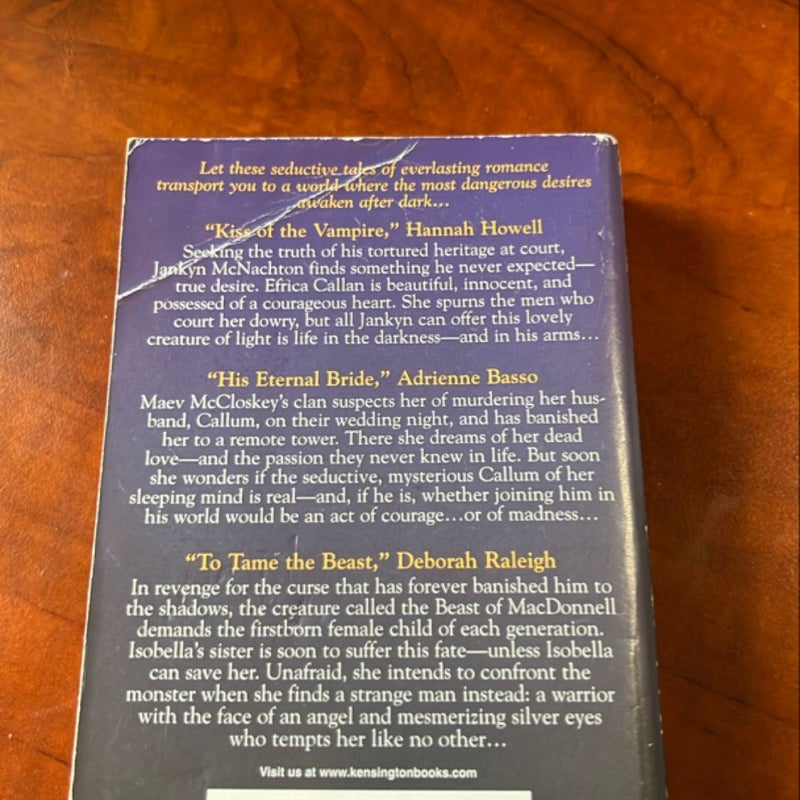 Let these seductive tales of everlasting romance
transport you to a world where the most dangerous desires
awaken after dark...
“Kiss of the Vampire,” Hannah Howell
Seeking the truth of his tortured heritage at court,
Jankyn McNachton finds something he never expected—
true desire. Efrica Callan is beautiful, innocent, and
possessed of a courageous heart. She spurns the men who
court her dowry, but all Jankyn can offer this lovely
creature of light is life in the darkness—and in his arms...
“His Eternal Bride,” Adrienne Basso
Maev McCloskey’s clan suspects her of murdering her hus-
band, Callum, on their wedding night, and has banished
her to a remote tower. There she dreams of her dead
love—and the passion they never knew in life. But soon
she wonders if the seductive, mysterious Callum of her
sleeping mind is real—and, if he is, whether joining him in
his world would be an act of courage...or of madness...
“To Tame the Beast,” Deborah Raleigh
In revenge for the curse that has forever banished him to
the shadows, the creature called the Beast of MacDonnell
demands the firstborn female child of each generation.
Isobella’s sister is soon to suffer this fate—unless Isobella
can save her. Unafraid, she intends to confront the
monster when she finds a strange man instead: a warrior
with the face of an angel and mesmerizing silver eyes
who tempts her like no other...
Visit us at www.kensingtonbooks.com